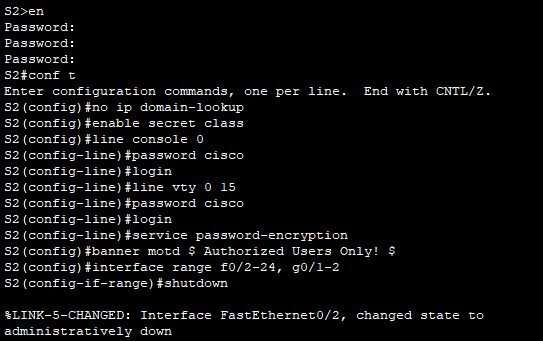 S2>en
Password:
Password:
Password:
S2#conf t
Enter configuration commands, one per line.  End with CNTL/Z.
S2(config)#no ip domain-lookup
S2(config)#enable secret class
S2(config)#line console 0
S2(config-line)#password cisco
S2(config-line)#login
S2(config-line)#line vty 0 15
S2(config-line)#password cisco
S2(config-line)#login
S2(config-line)#service password-encryption
S2(config)#banner motd $ Authorized Users Only! $
S2(config)#interface range f0/2-24, g0/1-2
S2(config-if-range)#shutdown
%LINK-5-CHANGED: Interface FastEthernet0/2, changed state to
administratively down